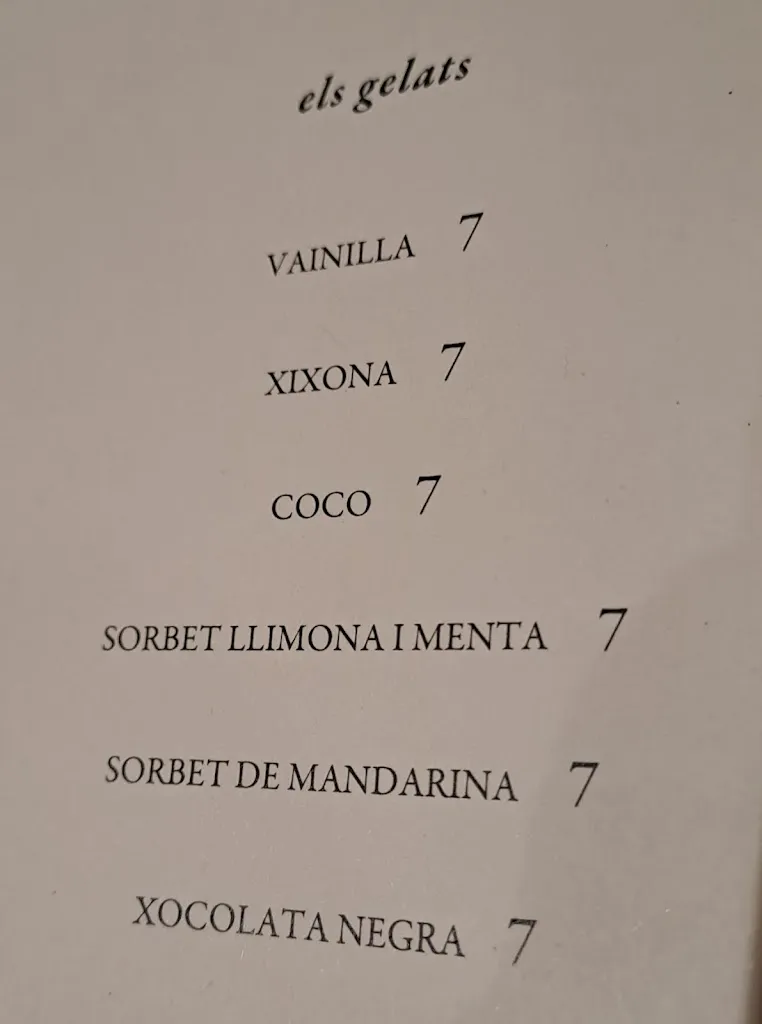 els gelats
VAINILLA 7
XIXONA 7
COCO 7
SORBET LLIMONA I MENTA 7
SORBET DE MANDARINA 7
XOCOLATA NEGRA 7